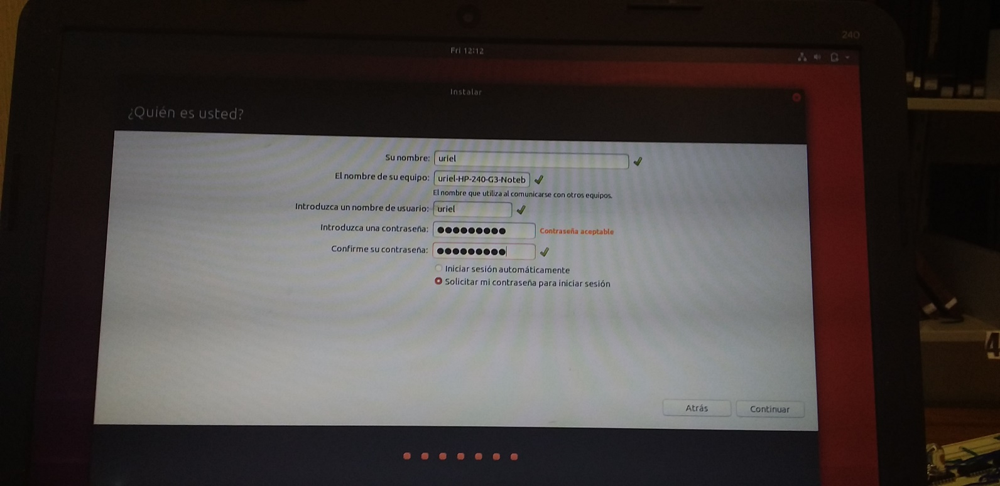 240
Fri 12:12
Instalar
¿Quién es usted?
Su nombre: uriel
El nombre de su equipo: uriel-HP-240-G3-Noteb
El nombre que utiliza al comunicarse con otros equipos.
Introduzca un nombre de usuario: uriel
Introduzca una contraseña: ●●●●●●●●● Contraseña aceptable
Confirme su contraseña: ●●●●●●●●●
Iniciar sesión automáticamente
Solicitar mi contraseña para iniciar sesión
Atrás Continuar
4